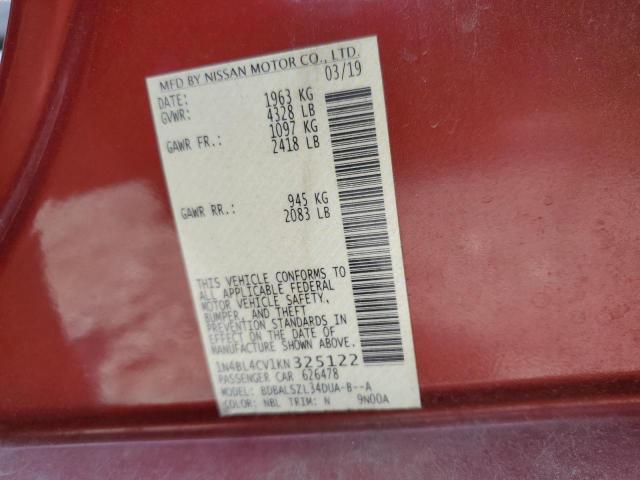 MFD BY NISSAN MOTOR CO., LTD.
DATE: 03/19
GVWR: 1963 KG
4328 LB
GAWR FR.: 1097 KG
2418 LB
GAWR RR.: 945 KG
2083 LB
THIS VEHICLE CONFORMS TO
ALL APPLICABLE FEDERAL
MOTOR VEHICLE SAFETY,
BUMPER, AND THEFT
PREVENTION STANDARDS IN
EFFECT ON THE DATE OF
MANUFACTURE SHOWN ABOVE.
1N4BL4CV1KN325122
PASSENGER CAR 626478
MODEL: BDBALSZL34DUA-B--A
COLOR: NBL TRIM: N 9N00A